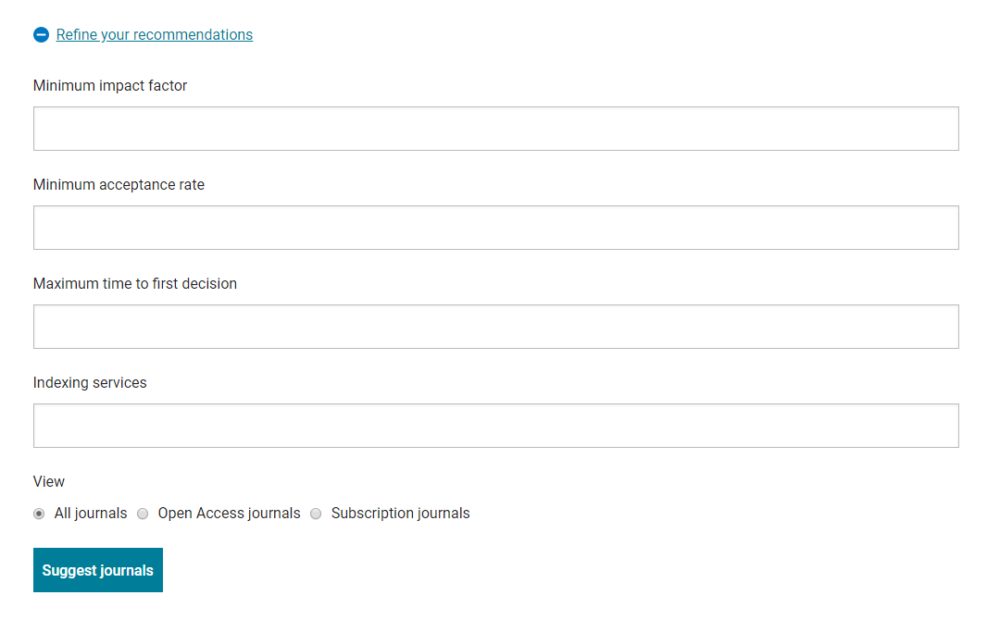 Refine your recommendations
Minimum impact factor
Minimum acceptance rate
Maximum time to first decision
Indexing services
View
All journals Open Access journals Subscription journals
Suggest journals